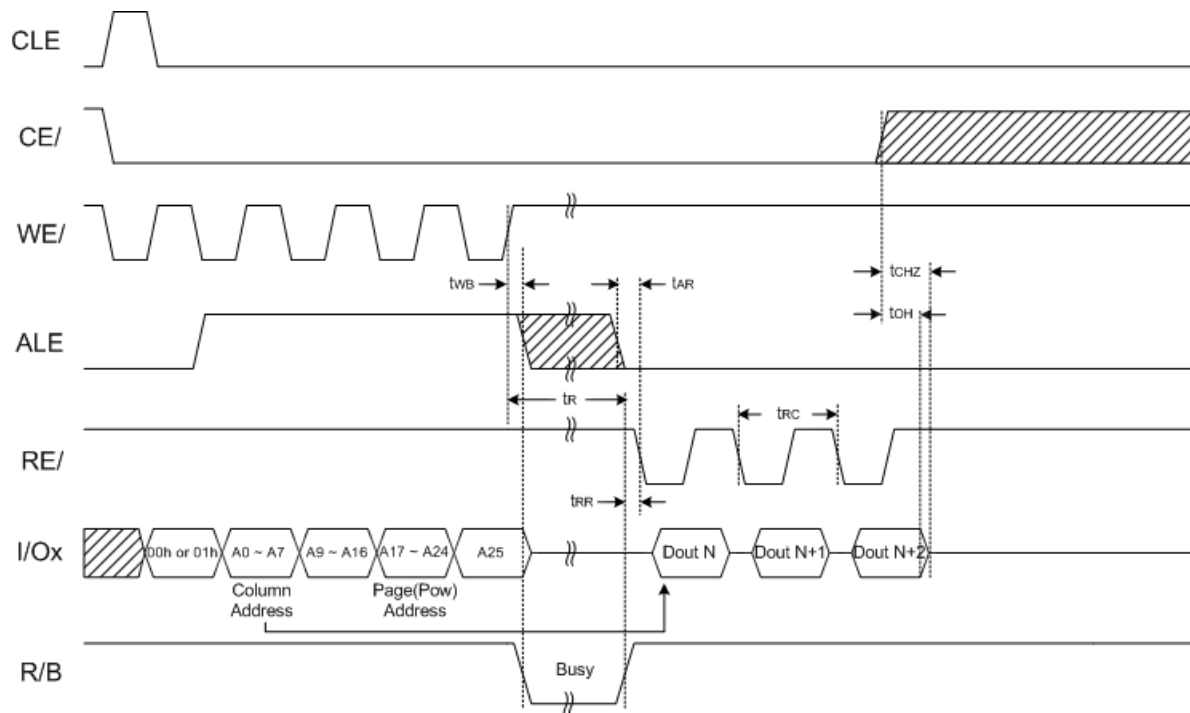 CLE
CE/
WE/
tWB
tAR
tCHZ
tOH
ALE
tR
tRC
RE/
tRR
I/Ox
00h or 01h
A0 ~ A7
A9 ~ A16
A17 ~ A24
A25
Dout N
Dout N+1
Dout N+2
Column
Address
Page(Pow)
Address
R/B
Busy